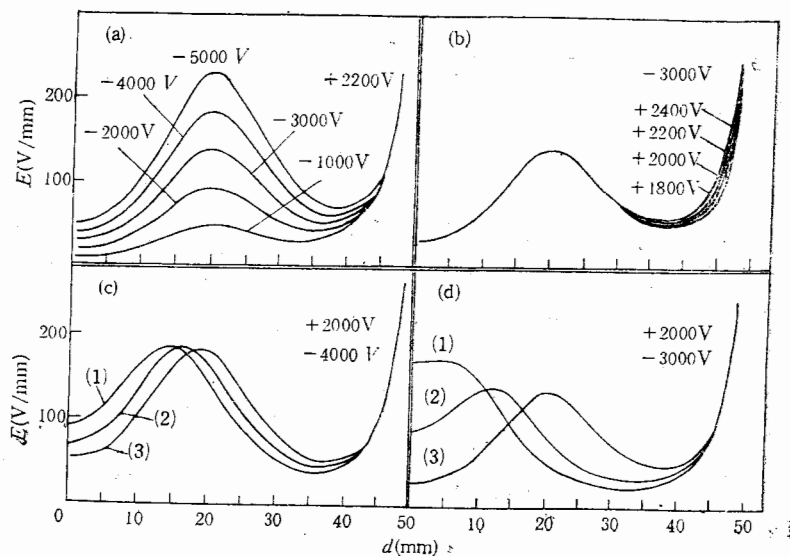 (a)
−5000 V
−4000 V
−3000V
−2000V
−1000V
+2200V
E(V/mm)
200
100
(b)
−3000V
+2400V
+2200V
+2000V
+1800V
(c)
+2000V
−4000 V
(1)
(2)
(3)
E(V/mm)
200
100
0 10 20 30 40 50
(d)
+2000V
−3000V
(1)
(2)
(3)
10 20 30 40 50
d(mm)